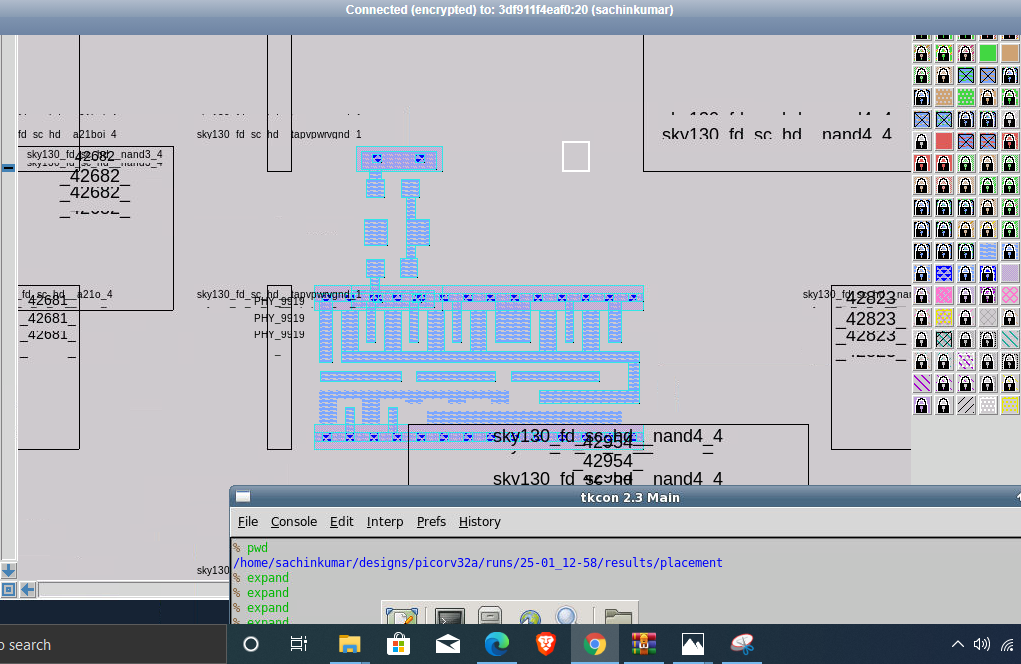 Connected (encrypted) to: 3df911f4eaf0:20 (sachinkumar)
fd_sc_hd__a21boi_4
sky130_fd_sc_hd__tapvpwrvgnd_1
sky130_fd_sc_hd__nand4_4
sky130_fd_sc_hd__nand3_4
_42682_
_42682_
_42682_
_42682_
fd_sc_hd__a21o_4
sky130_fd_sc_hd__tapvpwrvgnd_1
_42681_
_42681_
_42681_
PHY_9919
PHY_9919
PHY_9919
_42823_
_42823_
_42823_
sky130_fd_sc_hd__nand4_4
_42954_
_42954_
sky130_fd_sc_hd__nand4_4
sky130
tkcon 2.3 Main
File Console Edit Interp Prefs History
% pwd
/home/sachinkumar/designs/picorv32a/runs/25-01_12-58/results/placement
% expand
% expand
% expand
% expand
o search